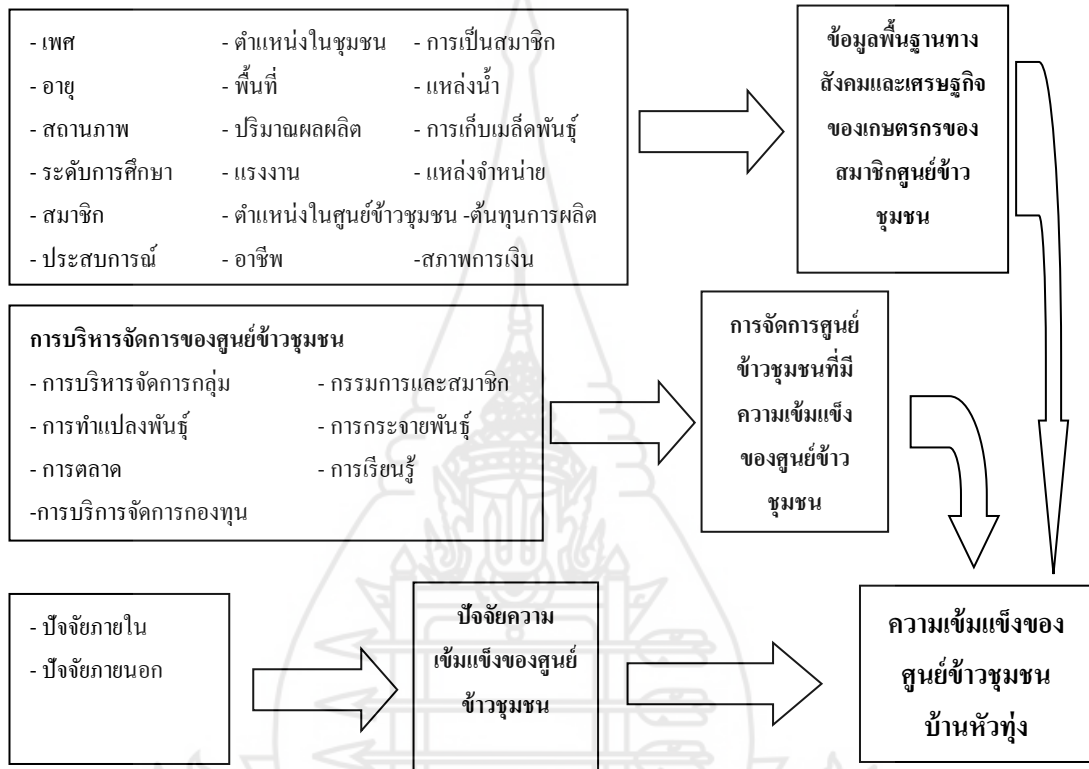 - เพศ - ตำแหน่งในชุมชน - การเป็นสมาชิก
- อายุ - พื้นที่ - แหล่งน้ำ
- สถานภาพ - ปริมาณผลผลิต - การเก็บเมล็ดพันธุ์
- ระดับการศึกษา - แรงงาน - แหล่งจำหน่าย
- สมาชิก - ตำแหน่งในศูนย์ข้าวชุมชน -ต้นทุนการผลิต
- ประสบการณ์ - อาชีพ -สภาพการเงิน
ข้อมูลพื้นฐานทาง
สังคมและเศรษฐกิจ
ของเกษตรกรของ
สมาชิกศูนย์ข้าว
ชุมชน
การบริหารจัดการของศูนย์ข้าวชุมชน
- การบริหารจัดการกลุ่ม - กรรมการและสมาชิก
- การทำแปลงพันธุ์ - การกระจายพันธุ์
- การตลาด - การเรียนรู้
-การบริการจัดการกองทุน
การจัดการศูนย์
ข้าวชุมชนที่มี
ความเข้มแข็ง
ของศูนย์ข้าว
ชุมชน
- ปัจจัยภายใน
- ปัจจัยภายนอก
ปัจจัยความ
เข้มแข็งของศูนย์
ข้าวชุมชน
ความเข้มแข็งของ
ศูนย์ข้าวชุมชน
บ้านหัวทุ่ง